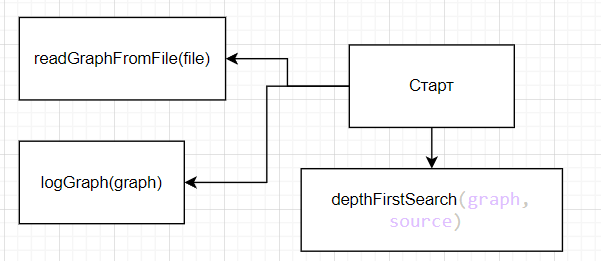 readGraphFromFile(file)
Старт
logGraph(graph)
depthFirstSearch(graph,
source)